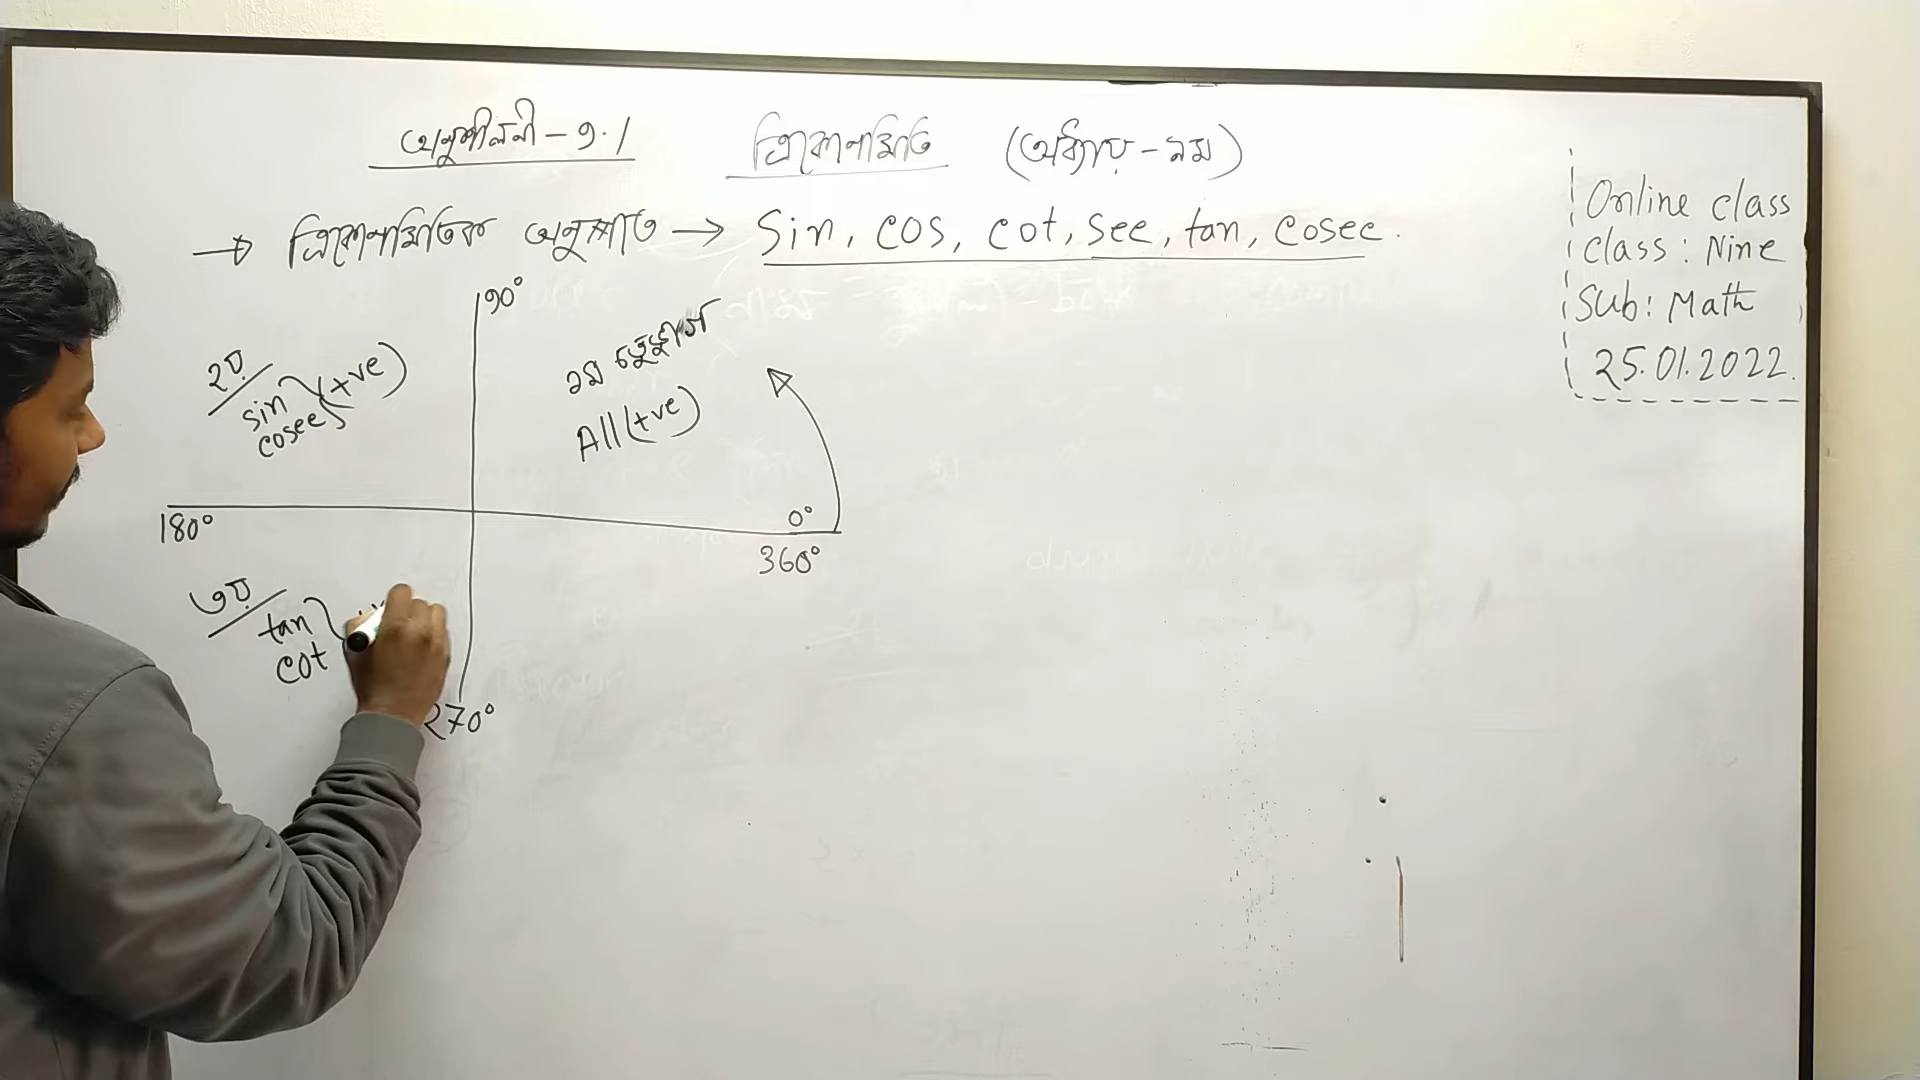 অনুশীলনী - ৯.১ ত্রিকোণমিতি (অধ্যায় - ৯ম)
→ ত্রিকোণমিতিক অনুপাত → Sin, cos, cot, sec, tan, cosec.
Online class
Class: Nine
Sub: Math
25.01.2022.
90°
২য়
sin (+ve)
cosec
১ম চতুর্ভাগ
All (+ve)
180°
0°
360°
৩য়
tan
cot
270°